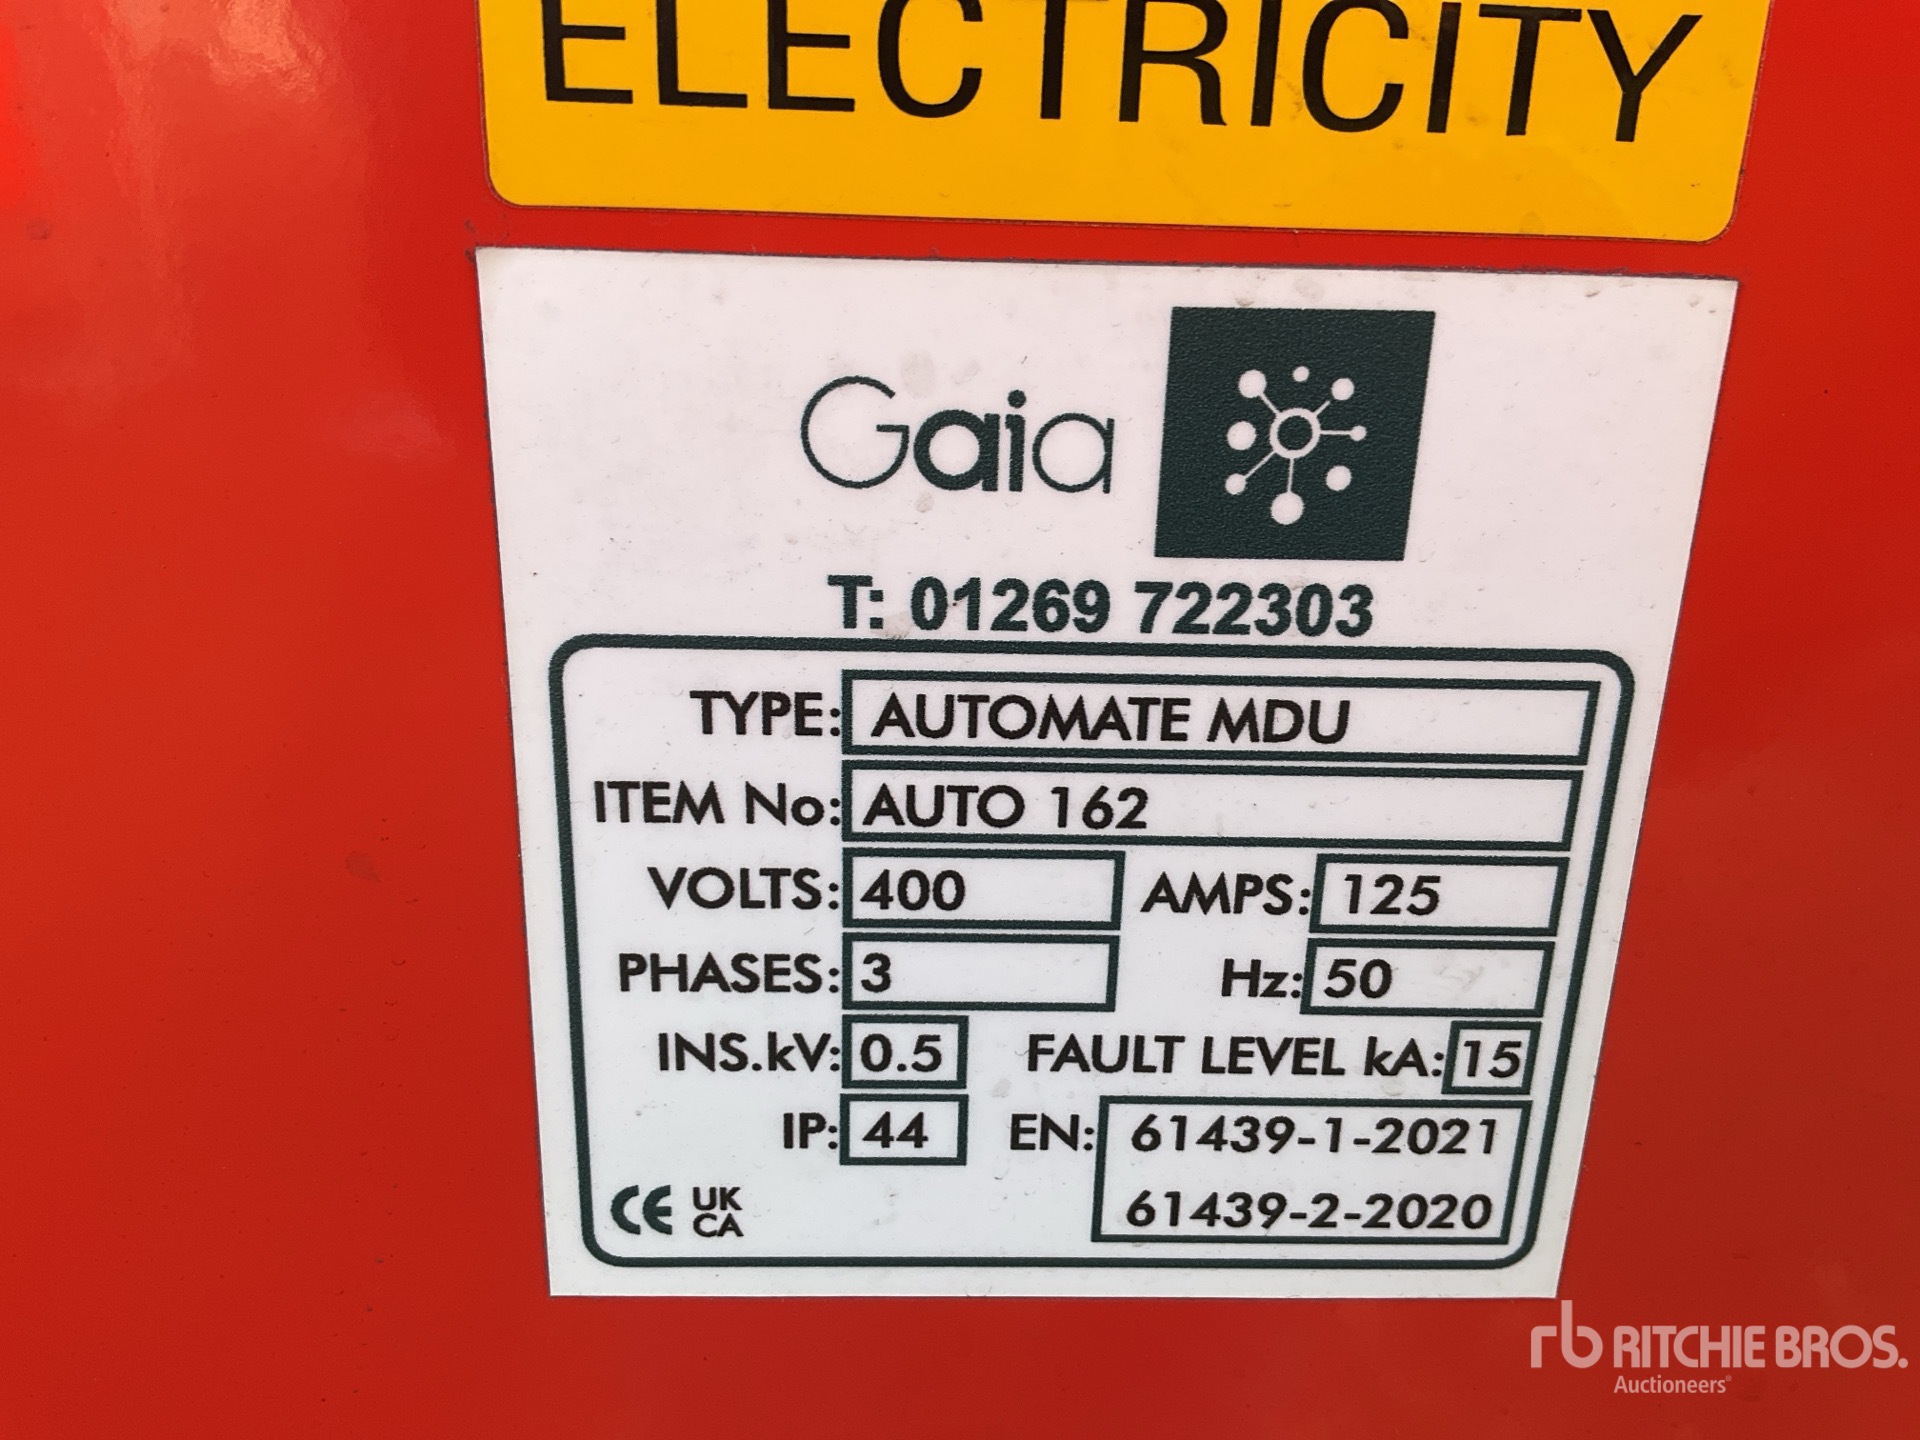 ELECTRICITY
Gaia
T: 01269 722303
TYPE: AUTOMATE MDU
ITEM No: AUTO 162
VOLTS: 400 AMPS: 125
PHASES: 3 Hz: 50
INS.kV: 0.5 FAULT LEVEL kA: 15
IP: 44 EN: 61439-1-2021
61439-2-2020
CE UK
CA
rb RITCHIE BROS.
Auctioneers®